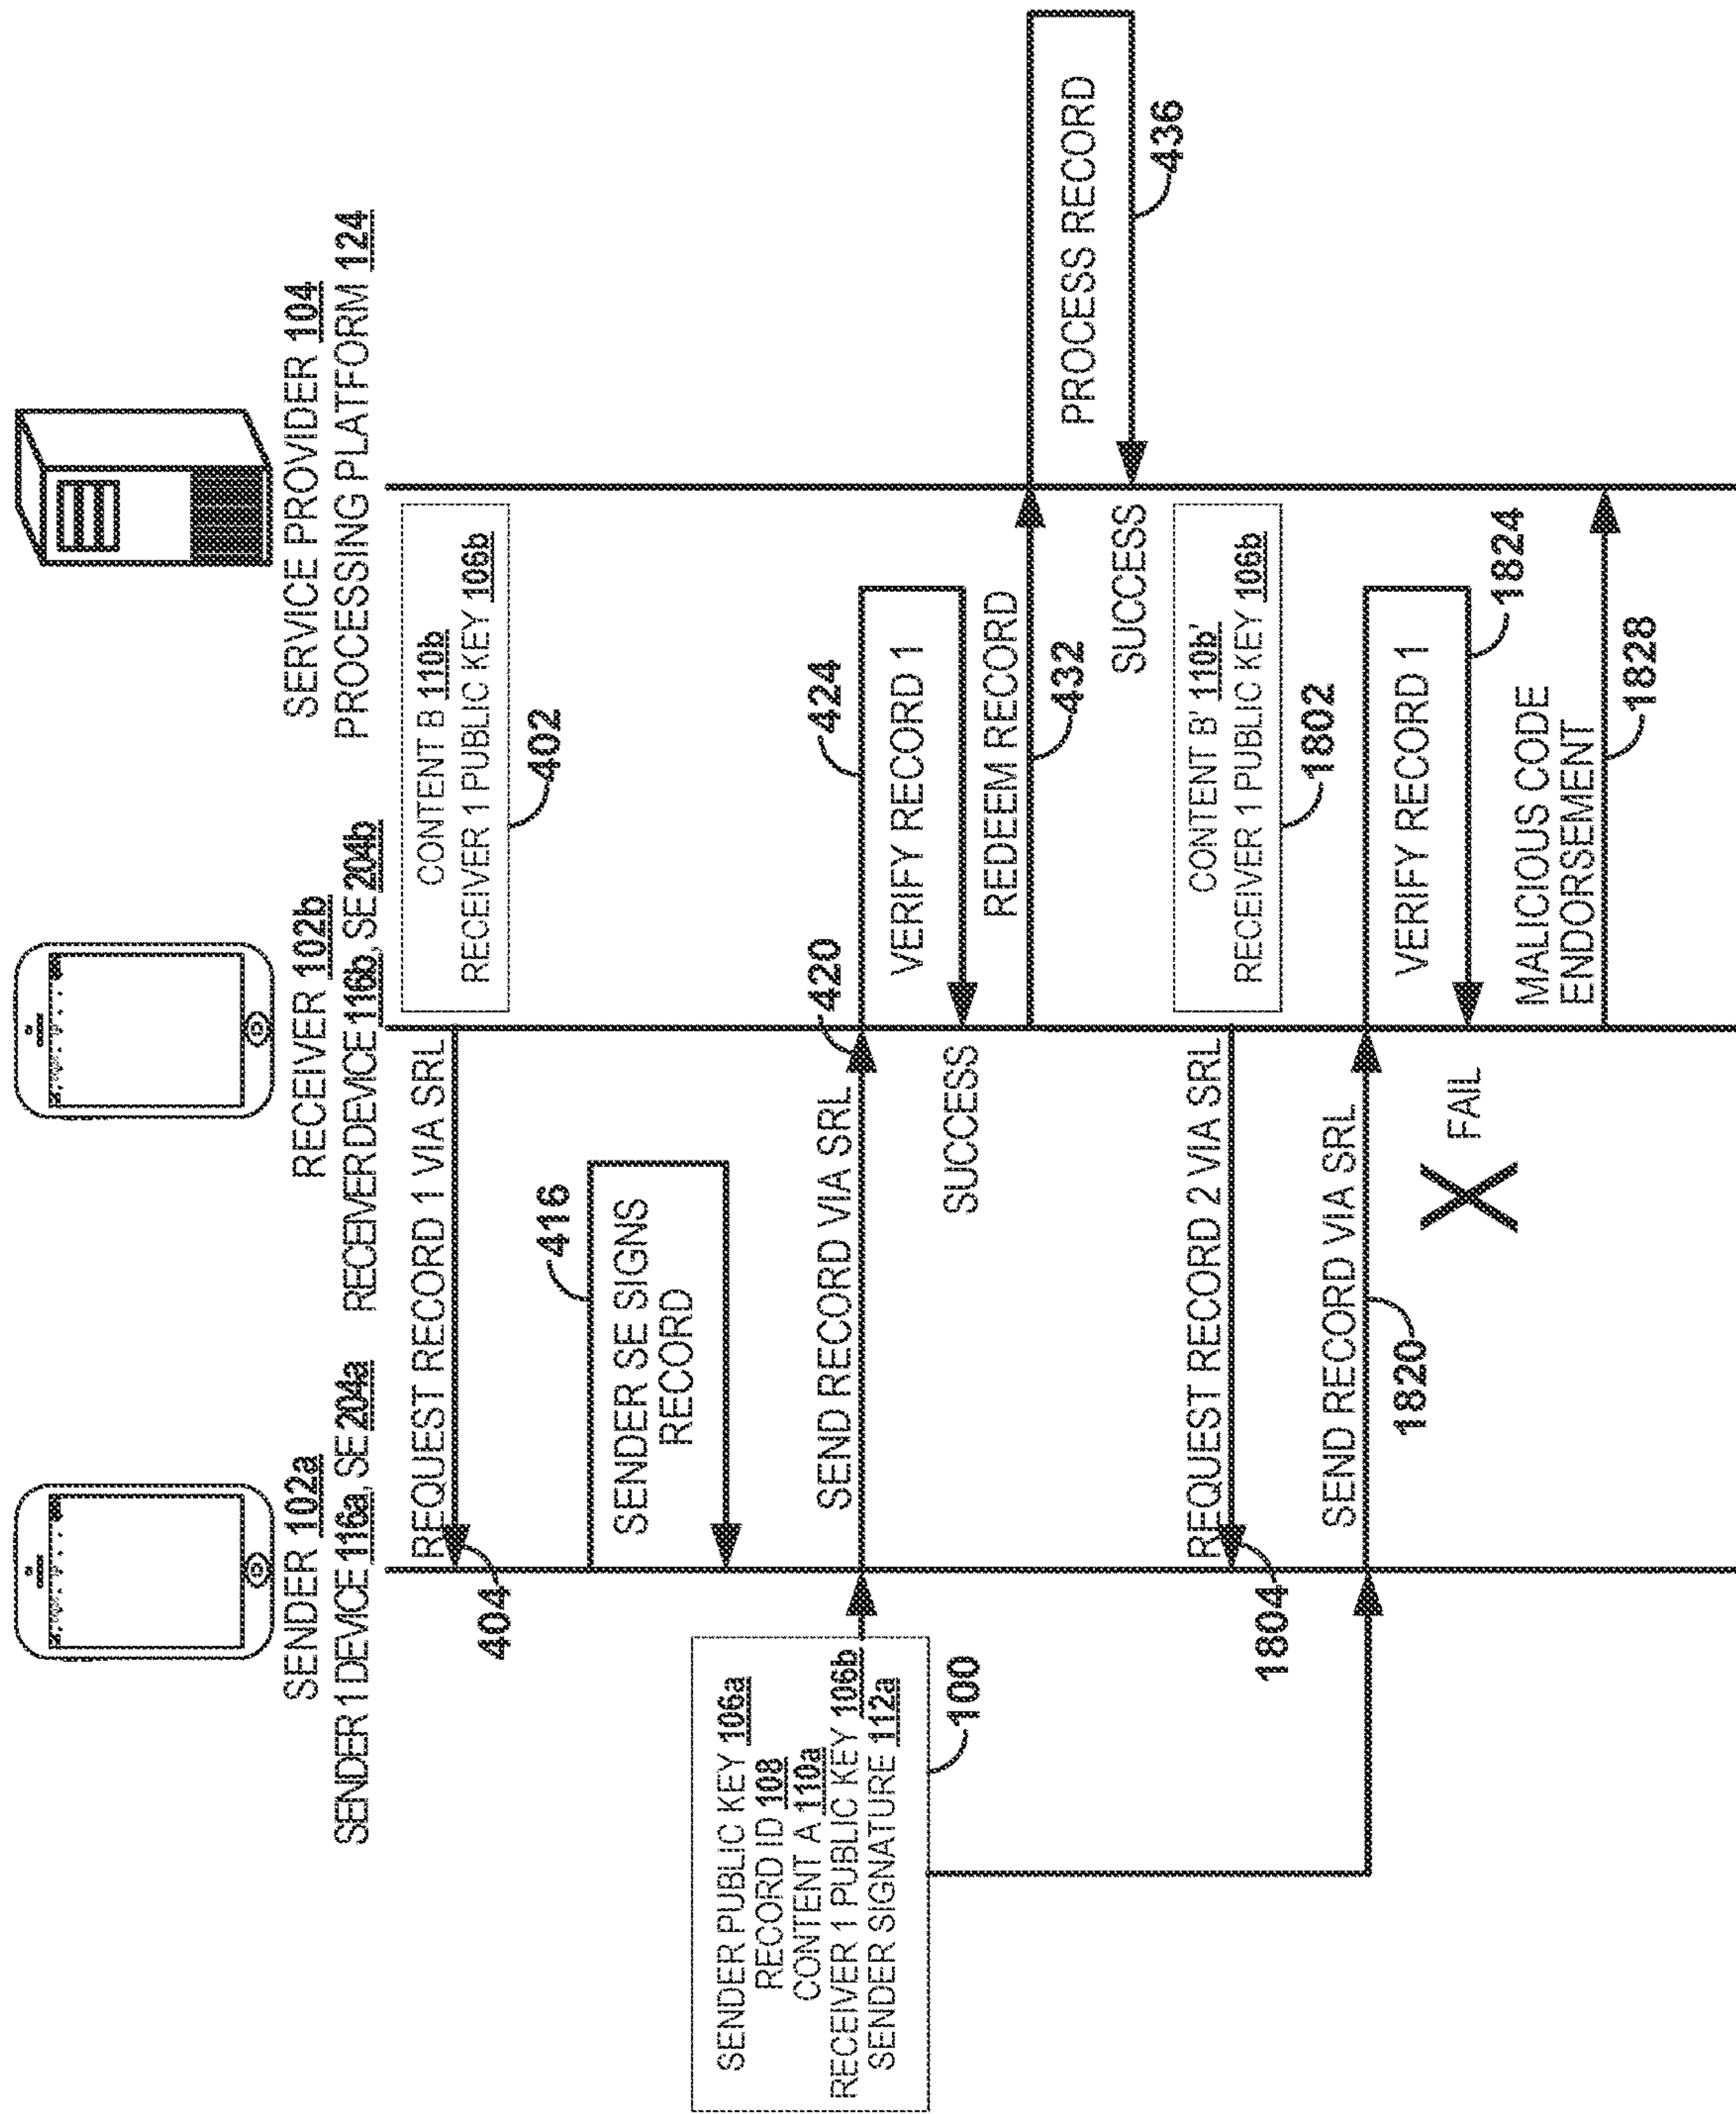 SENDER 102a
SENDER 1 DEVICE 116a, SE 204a
RECEIVER 102b
RECEIVER DEVICE 116b, SE 204b
SERVICE PROVIDER 104
PROCESSING PLATFORM 124
REQUEST RECORD 1 VIA SRL
404
CONTENT B 110b
RECEIVER 1 PUBLIC KEY 106b
402
416
SENDER SE SIGNS
RECORD
SENDER PUBLIC KEY 106a
RECORD ID 108
CONTENT A 110a
RECEIVER 1 PUBLIC KEY 106b
SENDER SIGNATURE 112a
100
SEND RECORD VIA SRL
420
424
VERIFY RECORD 1
SUCCESS
REDEEM RECORD
432
PROCESS RECORD
436
SUCCESS
CONTENT B' 110b'
RECEIVER 1 PUBLIC KEY 106b
1802
REQUEST RECORD 2 VIA SRL
1804
SEND RECORD VIA SRL
1820
VERIFY RECORD 1
1824
X FAIL
MALICIOUS CODE
ENDORSEMENT
1828